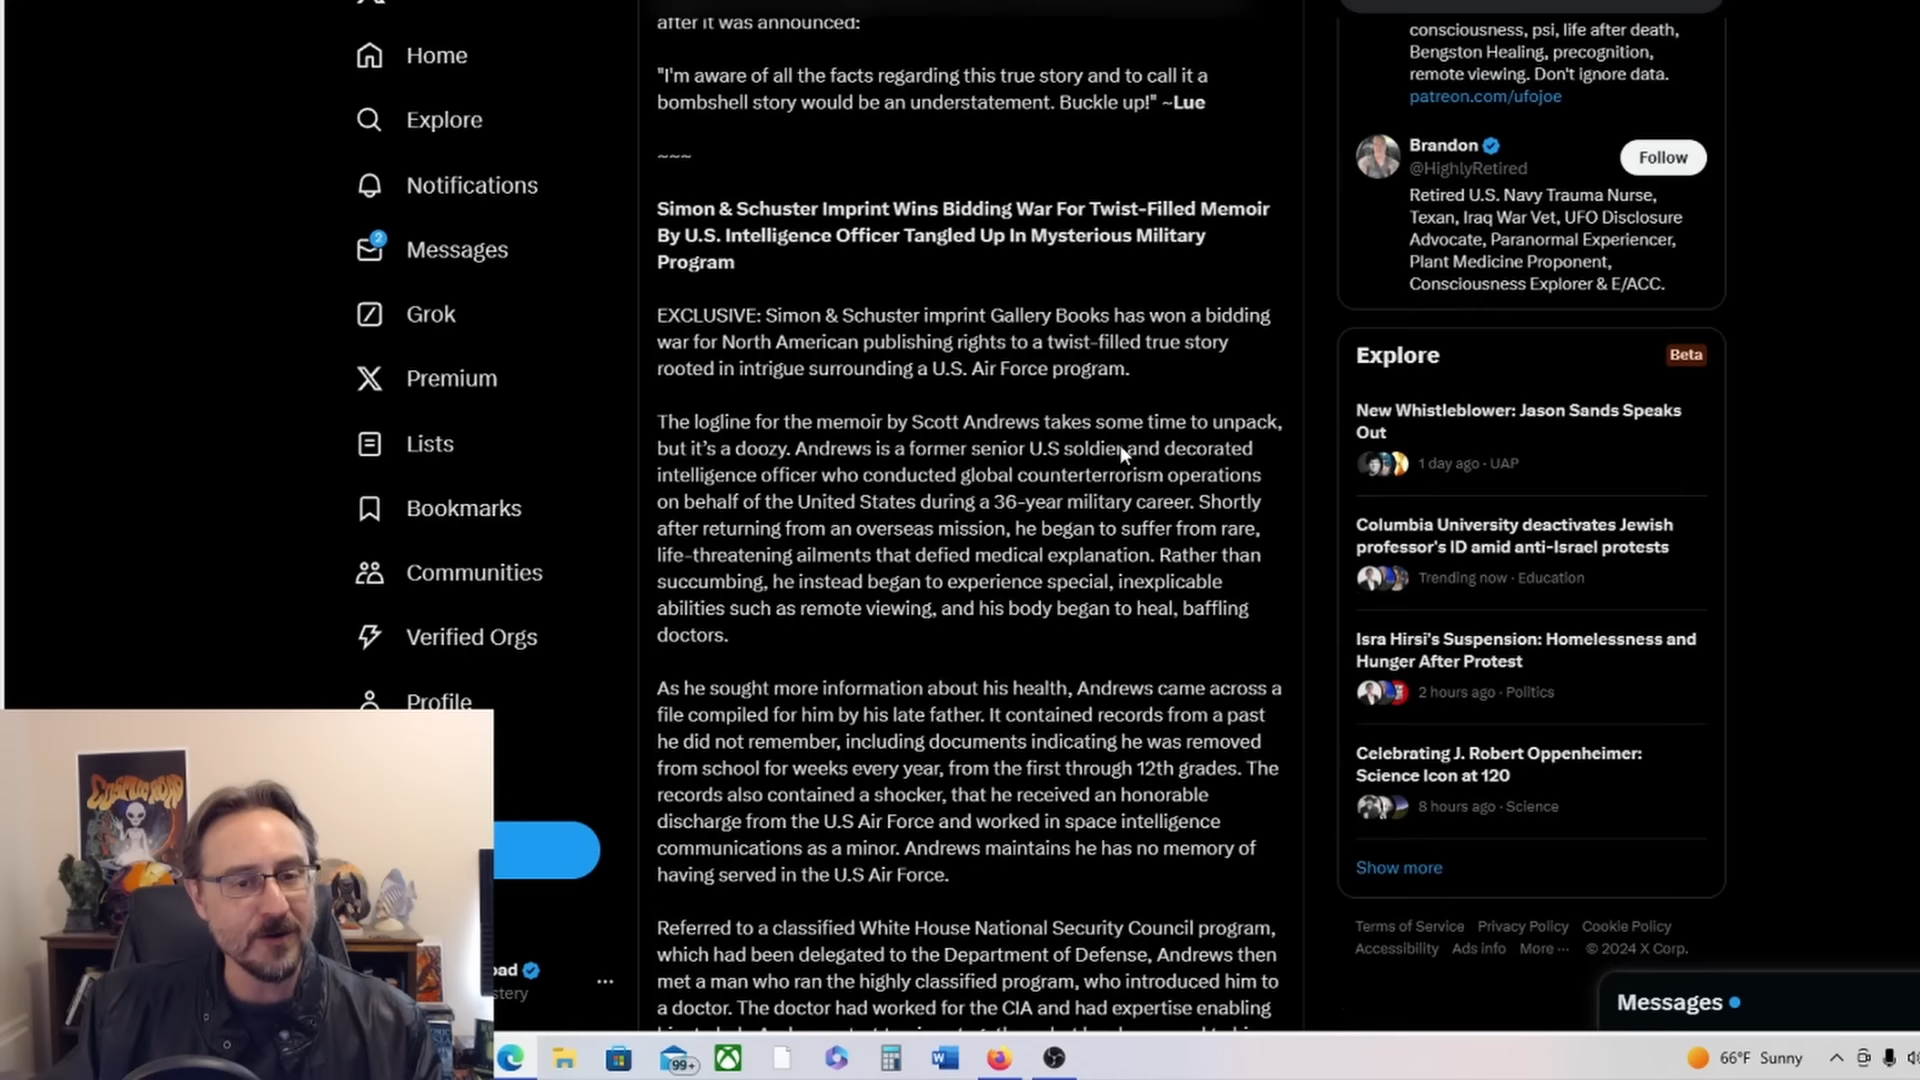 Home
Explore
Notifications
2
Messages
Grok
Premium
Lists
Bookmarks
Communities
Verified Orgs
Profile
oad
stery
after it was announced:
"I'm aware of all the facts regarding this true story and to call it a
bombshell story would be an understatement. Buckle up!" ~Lue
~~~
Simon & Schuster Imprint Wins Bidding War For Twist-Filled Memoir
By U.S. Intelligence Officer Tangled Up In Mysterious Military
Program
EXCLUSIVE: Simon & Schuster imprint Gallery Books has won a bidding
war for North American publishing rights to a twist-filled true story
rooted in intrigue surrounding a U.S. Air Force program.
The logline for the memoir by Scott Andrews takes some time to unpack,
but it's a doozy. Andrews is a former senior U.S soldier and decorated
intelligence officer who conducted global counterterrorism operations
on behalf of the United States during a 36-year military career. Shortly
after returning from an overseas mission, he began to suffer from rare,
life-threatening ailments that defied medical explanation. Rather than
succumbing, he instead began to experience special, inexplicable
abilities such as remote viewing, and his body began to heal, baffling
doctors.
As he sought more information about his health, Andrews came across a
file compiled for him by his late father. It contained records from a past
he did not remember, including documents indicating he was removed
from school for weeks every year, from the first through 12th grades. The
records also contained a shocker, that he received an honorable
discharge from the U.S Air Force and worked in space intelligence
communications as a minor. Andrews maintains he has no memory of
having served in the U.S Air Force.
Referred to a classified White House National Security Council program,
which had been delegated to the Department of Defense, Andrews then
met a man who ran the highly classified program, who introduced him to
a doctor. The doctor had worked for the CIA and had expertise enabling
consciousness, psi, life after death,
Bengston Healing, precognition,
remote viewing. Don't ignore data.
patreon.com/ufojoe
Brandon
@HighlyRetired
Follow
Retired U.S. Navy Trauma Nurse,
Texan, Iraq War Vet, UFO Disclosure
Advocate, Paranormal Experiencer,
Plant Medicine Proponent,
Consciousness Explorer & E/ACC.
Explore
Beta
New Whistleblower: Jason Sands Speaks
Out
1 day ago · UAP
Columbia University deactivates Jewish
professor's ID amid anti-Israel protests
Trending now · Education
Isra Hirsi's Suspension: Homelessness and
Hunger After Protest
2 hours ago · Politics
Celebrating J. Robert Oppenheimer:
Science Icon at 120
8 hours ago · Science
Show more
Terms of Service Privacy Policy Cookie Policy
Accessibility Ads info More ··· © 2024 X Corp.
Messages
99+
66°F Sunny